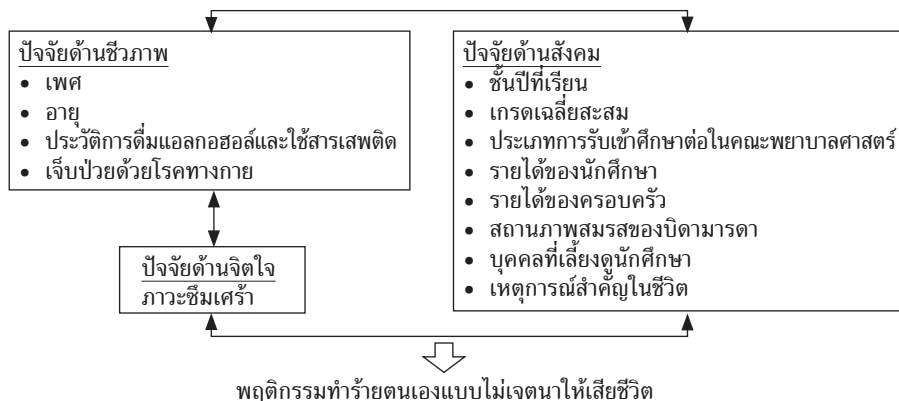 ปัจจัยด้านชีวภาพ
• เพศ
• อายุ
• ประวัติการดื่มแอลกอฮอล์และใช้สารเสพติด
• เจ็บป่วยด้วยโรคทางกาย
ปัจจัยด้านจิตใจ
ภาวะซึมเศร้า
ปัจจัยด้านสังคม
• ชั้นปีที่เรียน
• เกรดเฉลี่ยสะสม
• ประเภทการรับเข้าศึกษาต่อในคณะพยาบาลศาสตร์
• รายได้ของนักศึกษา
• รายได้ของครอบครัว
• สถานภาพสมรสของบิดามารดา
• บุคคลที่เลี้ยงดูนักศึกษา
• เหตุการณ์สำคัญในชีวิต
พฤติกรรมทำร้ายตนเองแบบไม่เจตนาให้เสียชีวิต